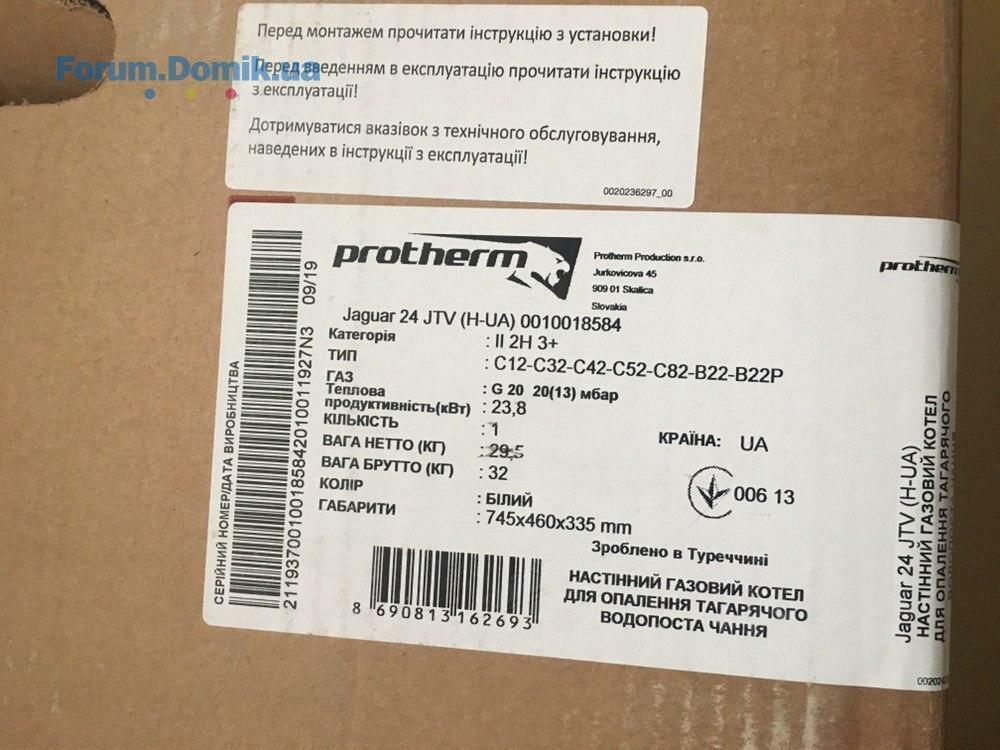 Перед монтажем прочитати інструкцію з установки!
Forum.Domik.ua
Перед введенням в експлуатацію прочитати інструкцію
з експлуатації!
Дотримуватися вказівок з технічного обслуговування,
наведених в інструкції з експлуатації!
0020236297_00
СЕРІЙНИЙ НОМЕР/ДАТА ВИРОБНИЦТВА
2119370010018584201001​1927N3 09/19
protherm
Protherm Production s.r.o.
Jurkovicova 45
909 01 Skalica
Slovakia
Jaguar 24 JTV (H-UA) 0010018584
Категорія : II 2H 3+
ТИП : C12-C32-C42-C52-C82-B22-B22P
ГАЗ : G 20 20(13) мбар
Теплова
продуктивність(кВт) : 23,8
КІЛЬКІСТЬ : 1
ВАГА НЕТТО (КГ) : 29,5
ВАГА БРУТТО (КГ) : 32
КОЛІР : БІЛИЙ
ГАБАРИТИ : 745x460x335 mm
КРАЇНА: UA
006 13
Зроблено в Туреччині
НАСТІННИЙ ГАЗОВИЙ КОТЕЛ
ДЛЯ ОПАЛЕННЯ ТАГАРЯЧОГО
ВОДОПОСТА ЧАННЯ
8 690813 162693
protherm
Jaguar 24 JTV (H-UA)
НАСТІННИЙ ГАЗОВИЙ КОТЕЛ
ДЛЯ ОПАЛЕННЯ ТАГАРЯЧОГО